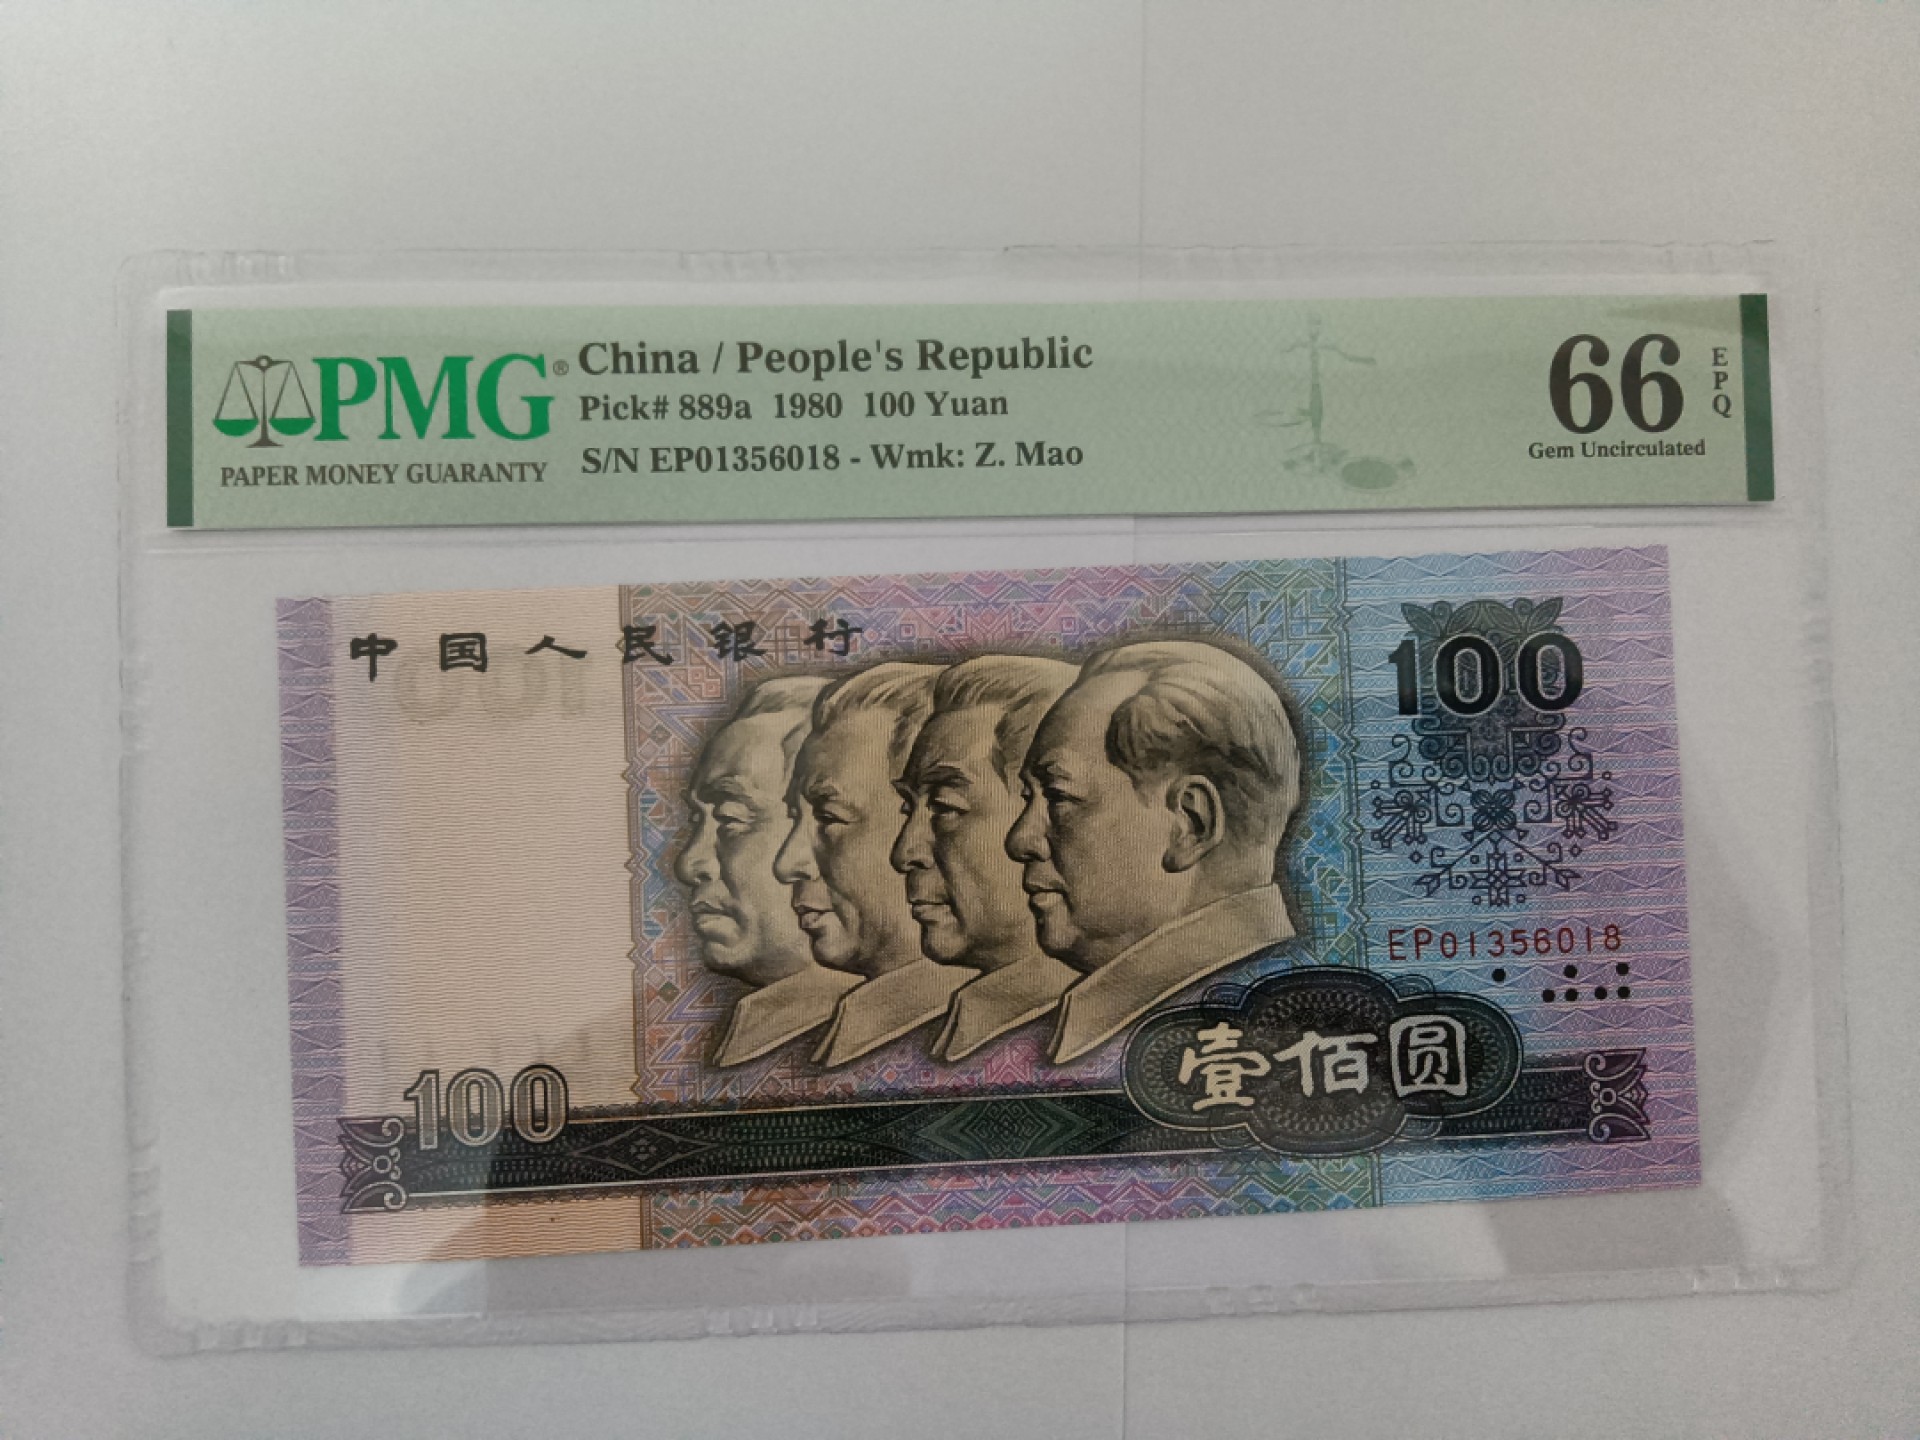 PMG® China / People's Republic
Pick# 889a 1980 100 Yuan
S/N EP01356018 - Wmk: Z. Mao
PAPER MONEY GUARANTY
66 EPQ
Gem Uncirculated
中国人民银行
100
EP01356018
壹佰圆
100